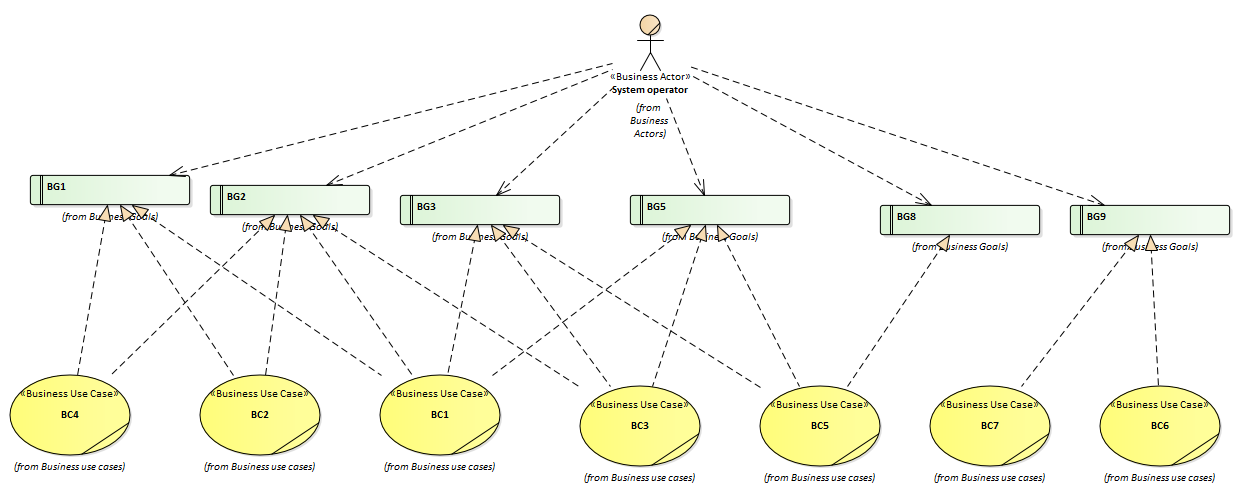 «Business Actor»
System operator
(from
Business
Actors)
BG1
(from Business Goals)
BG2
(from Business Goals)
BG3
(from Business Goals)
BG5
(from Business Goals)
BG8
(from Business Goals)
BG9
(from Business Goals)
«Business Use Case»
BC4
(from Business use cases)
«Business Use Case»
BC2
(from Business use cases)
«Business Use Case»
BC1
(from Business use cases)
«Business Use Case»
BC3
(from Business use cases)
«Business Use Case»
BC5
(from Business use cases)
«Business Use Case»
BC7
(from Business use cases)
«Business Use Case»
BC6
(from Business use cases)